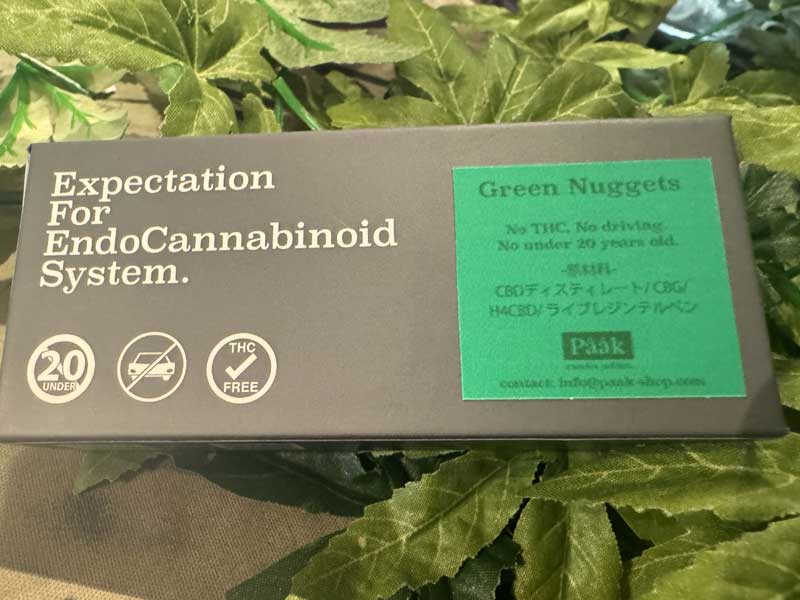 Expectation
For
EndoCannabinoid
System.
20
UNDER
THC
FREE
Green Nuggets
No THC, No driving.
No under 20 years old.
-原材料-
CBDディスティレート/ CBG/
H4CBD/ ライブレジンテルペン
Pååk
contact: info@paak-shop.com